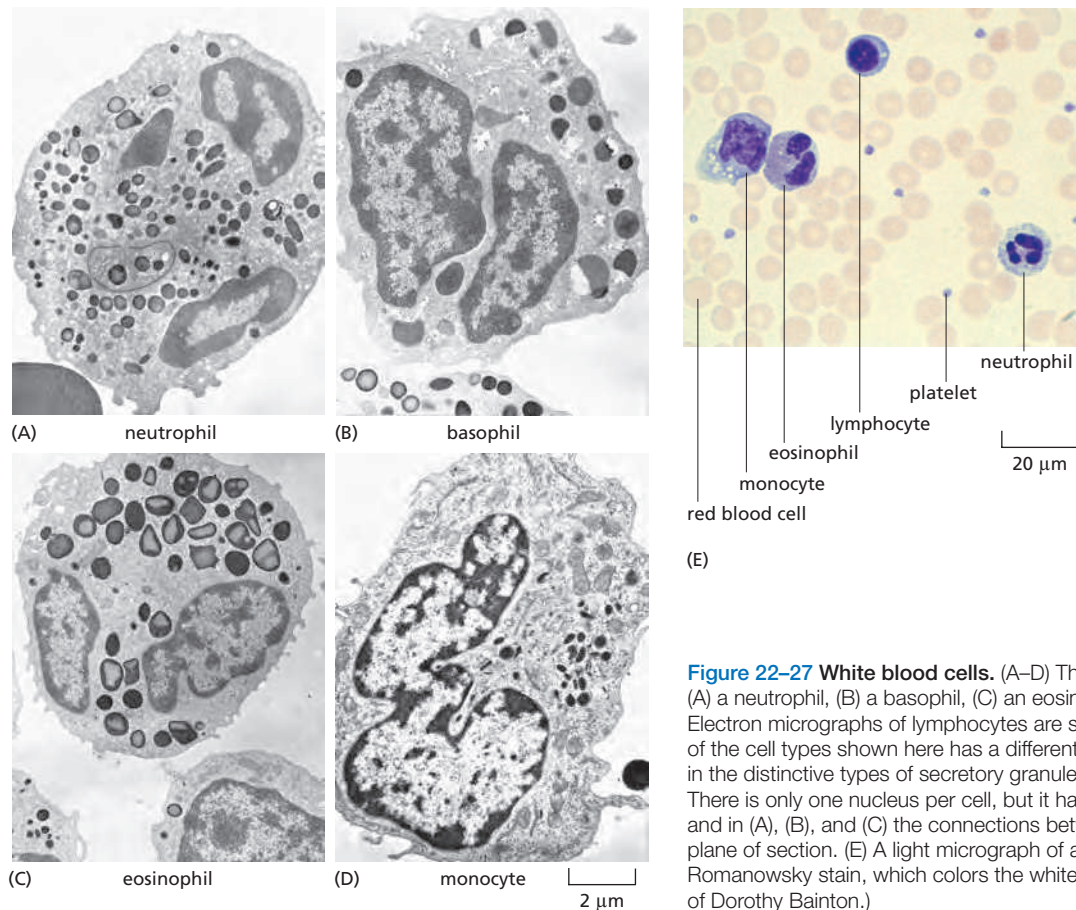 (A) neutrophil
(B) basophil
(C) eosinophil
(D) monocyte
2 µm
neutrophil
platelet
lymphocyte
eosinophil
monocyte
red blood cell
20 µm
(E)
Figure 22–27 White blood cells. (A–D) Th
(A) a neutrophil, (B) a basophil, (C) an eosin
Electron micrographs of lymphocytes are s
of the cell types shown here has a different
in the distinctive types of secretory granule
There is only one nucleus per cell, but it ha
and in (A), (B), and (C) the connections bet
plane of section. (E) A light micrograph of a
Romanowsky stain, which colors the white
of Dorothy Bainton.)